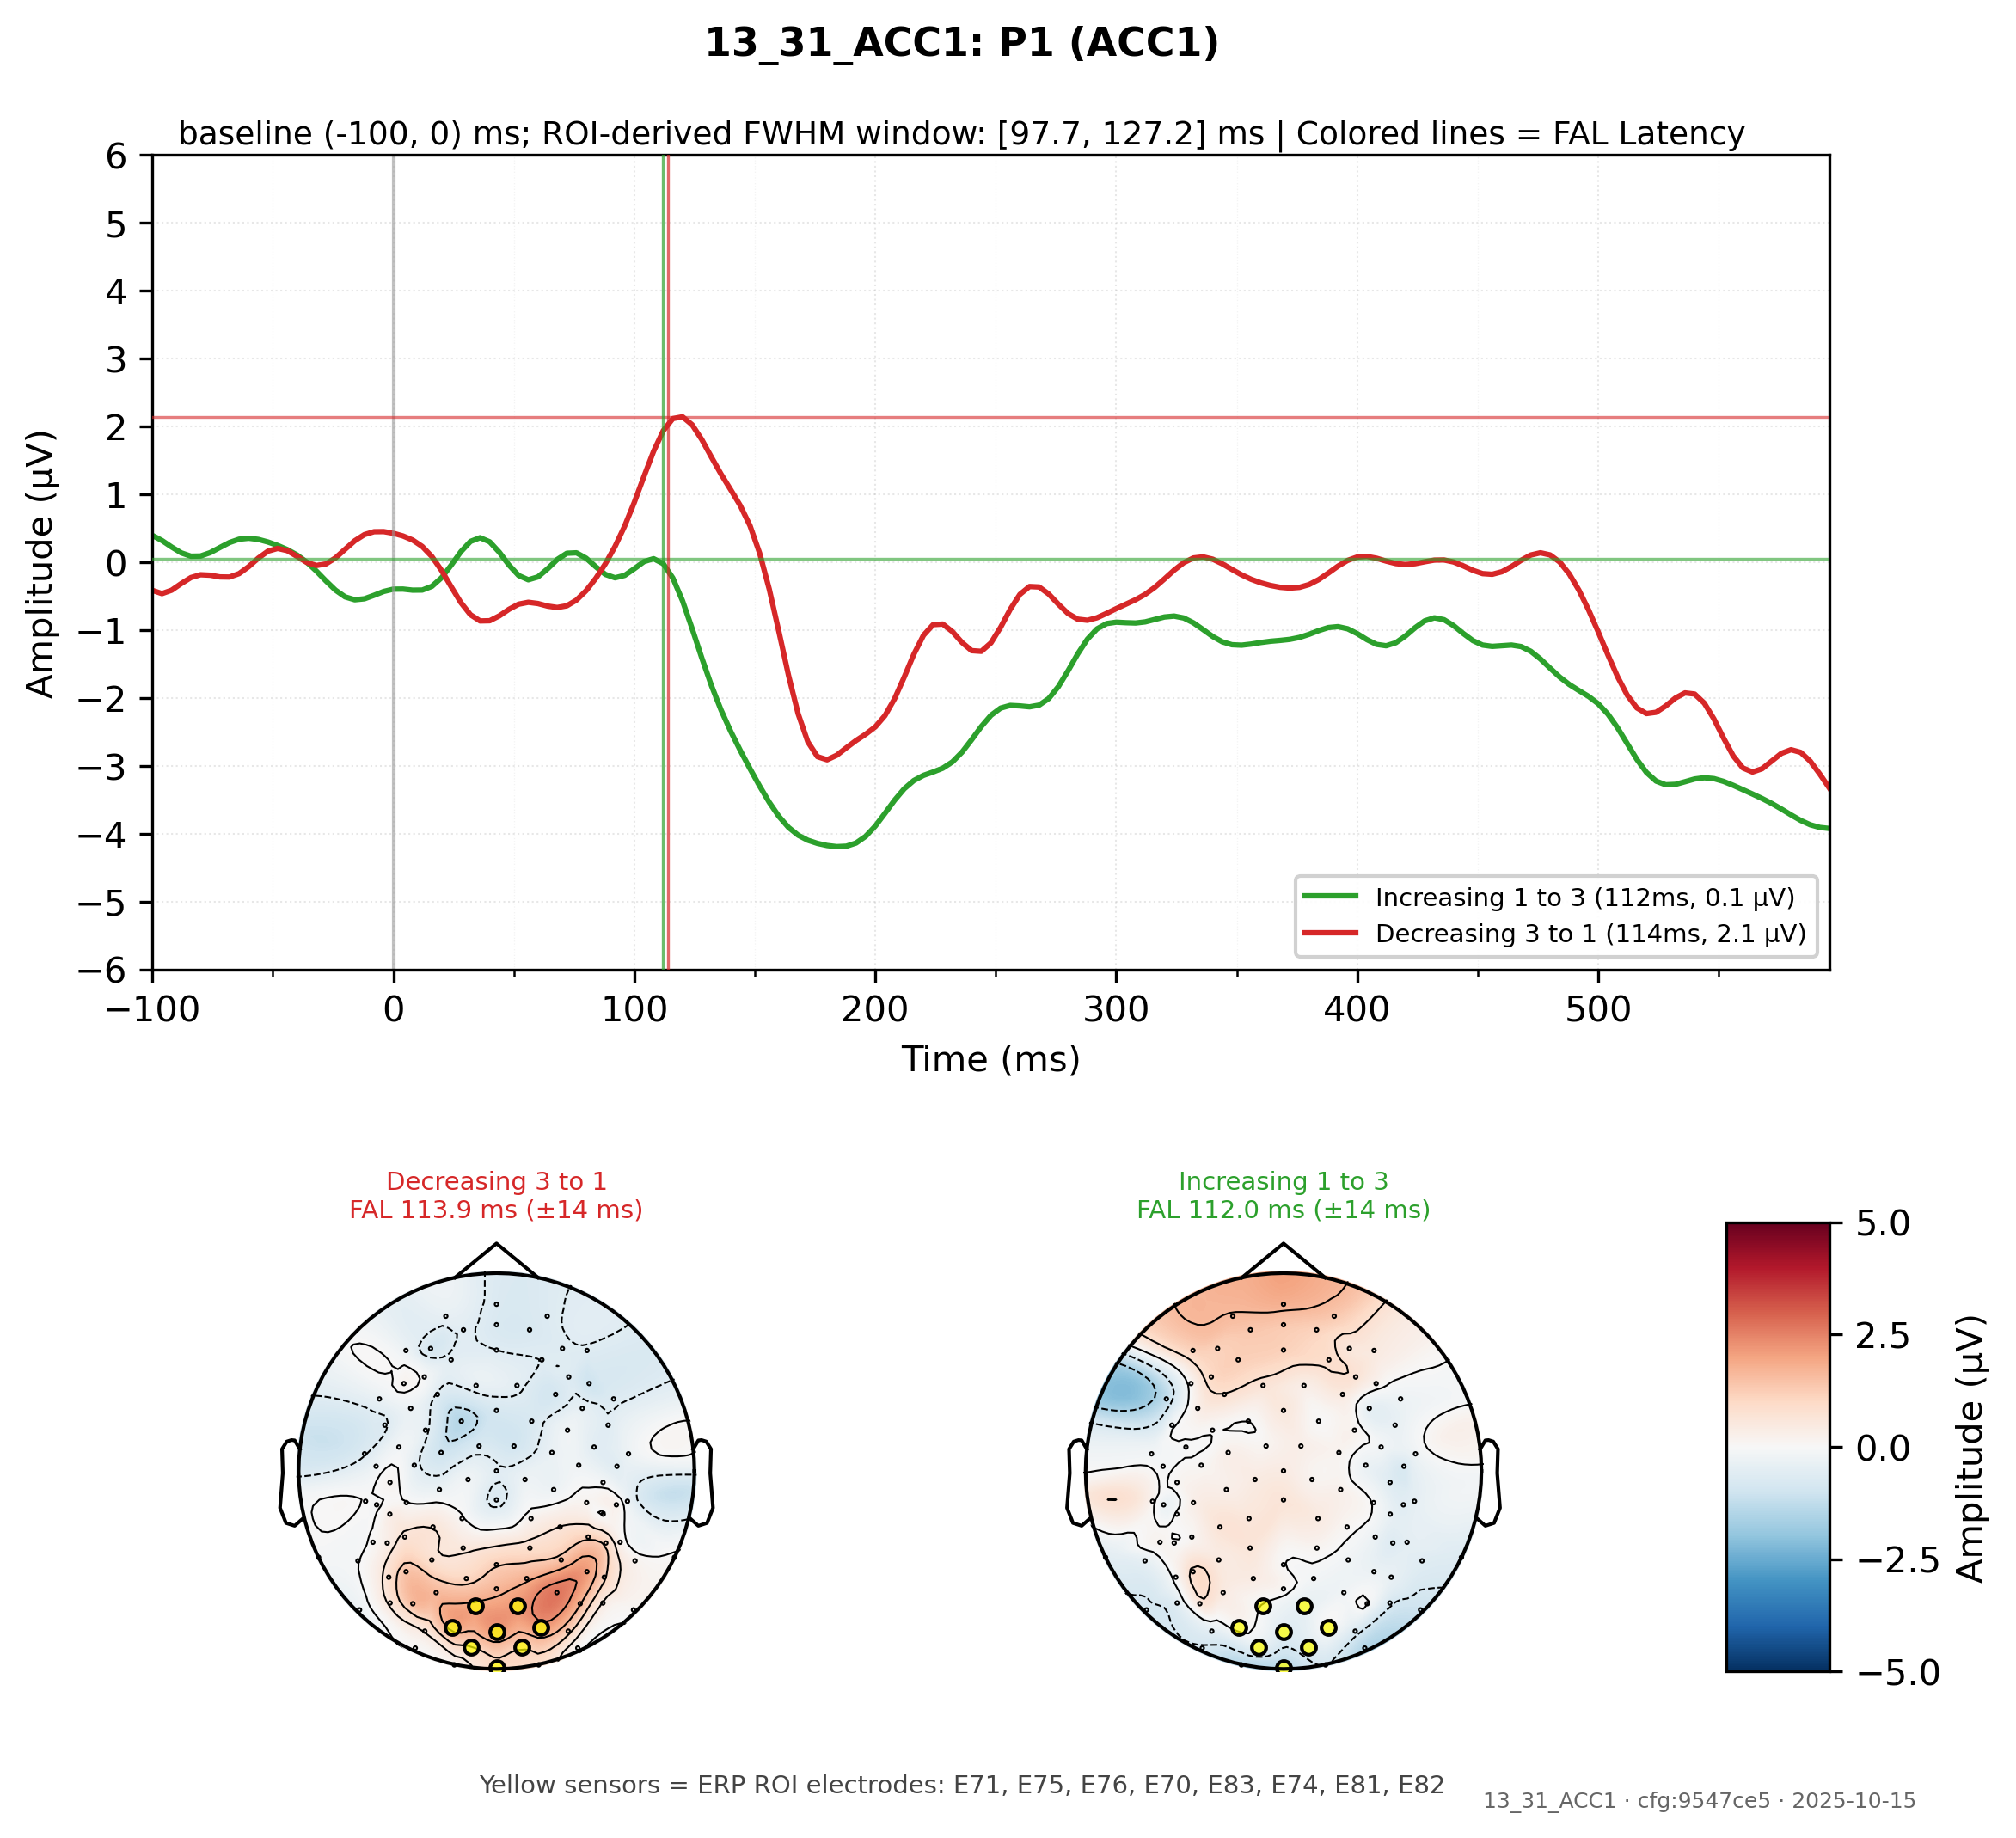 13_31_ACC1: P1 (ACC1)
baseline (-100, 0) ms; ROI-derived FWHM window: [97.7, 127.2] ms | Colored lines = FAL Latency
6
5
4
3
2
1
0
−1
−2
−3
−4
−5
−6
Amplitude (μV)
Increasing 1 to 3 (112ms, 0.1 μV)
Decreasing 3 to 1 (114ms, 2.1 μV)
−100 0 100 200 300 400 500
Time (ms)
Decreasing 3 to 1
FAL 113.9 ms (±14 ms)
Increasing 1 to 3
FAL 112.0 ms (±14 ms)
5.0
2.5
0.0
−2.5
−5.0
Amplitude (μV)
Yellow sensors = ERP ROI electrodes: E71, E75, E76, E70, E83, E74, E81, E82
13_31_ACC1 · cfg:9547ce5 · 2025-10-15